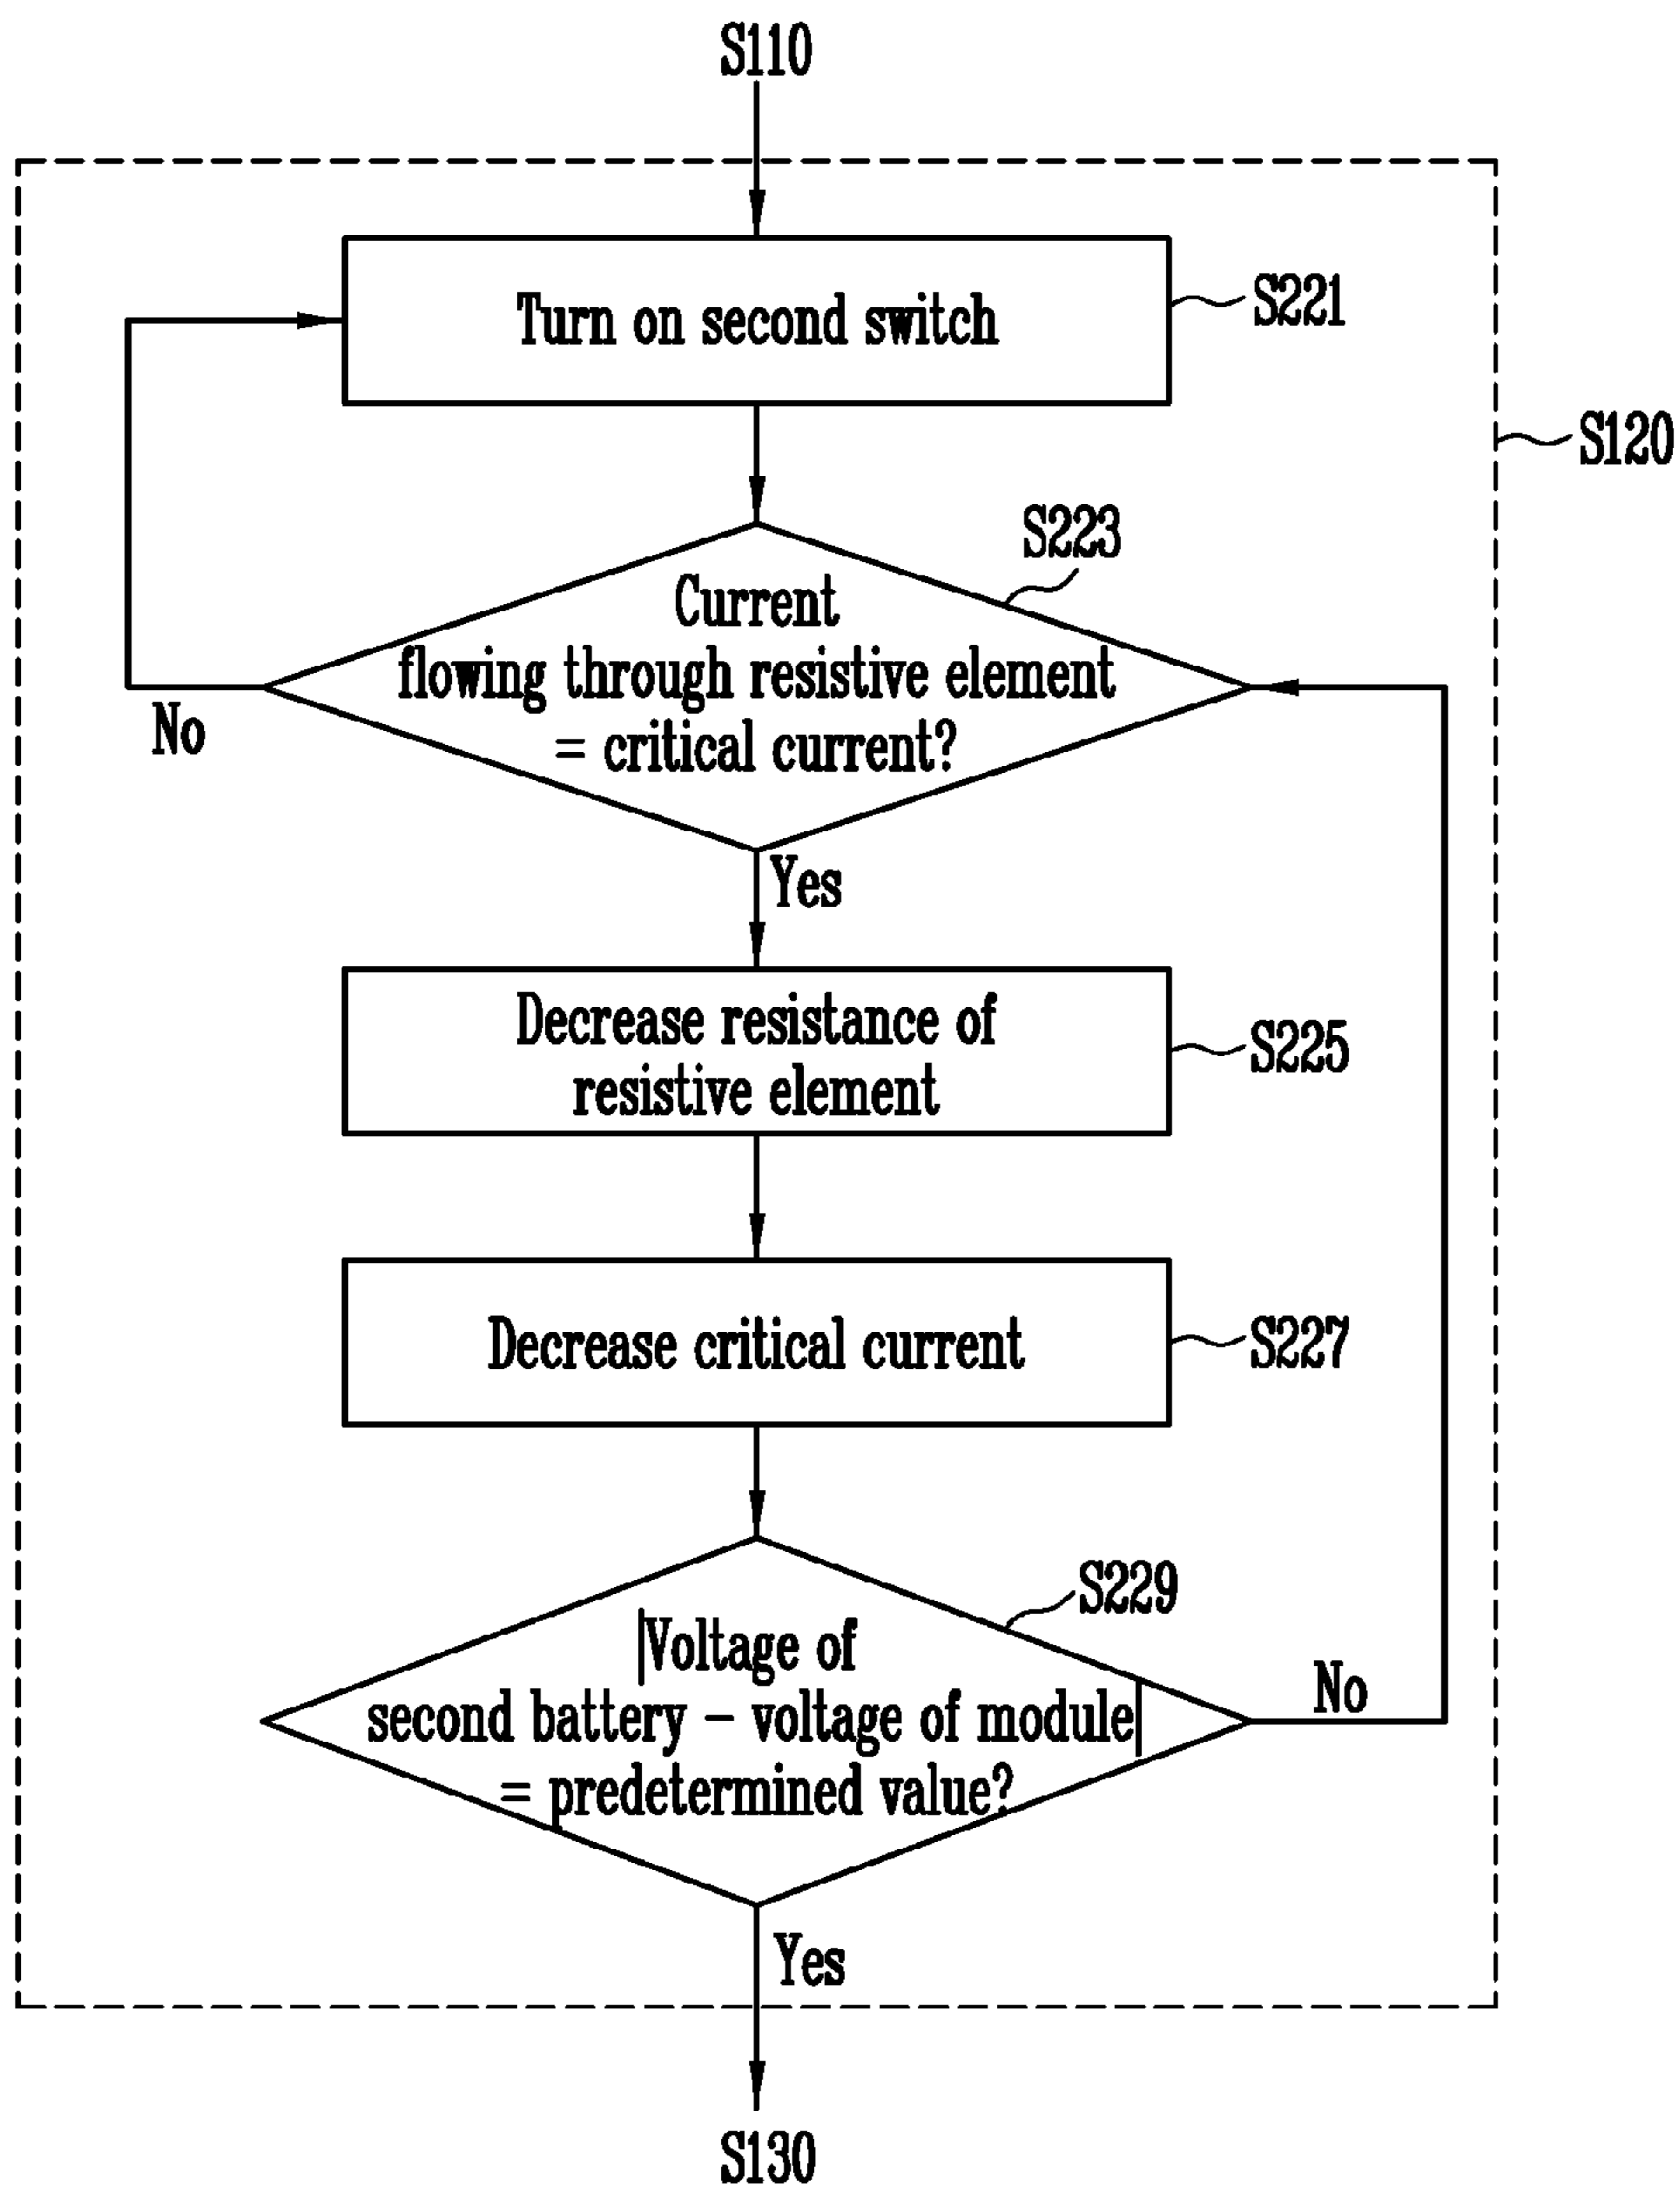 S110
Turn on second switch
S221
S120
S223
Current
flowing through resistive element
= critical current?
No
Yes
Decrease resistance of
resistive element
S225
Decrease critical current
S227
S229
|Voltage of
second battery – voltage of module|
= predetermined value?
No
Yes
S130